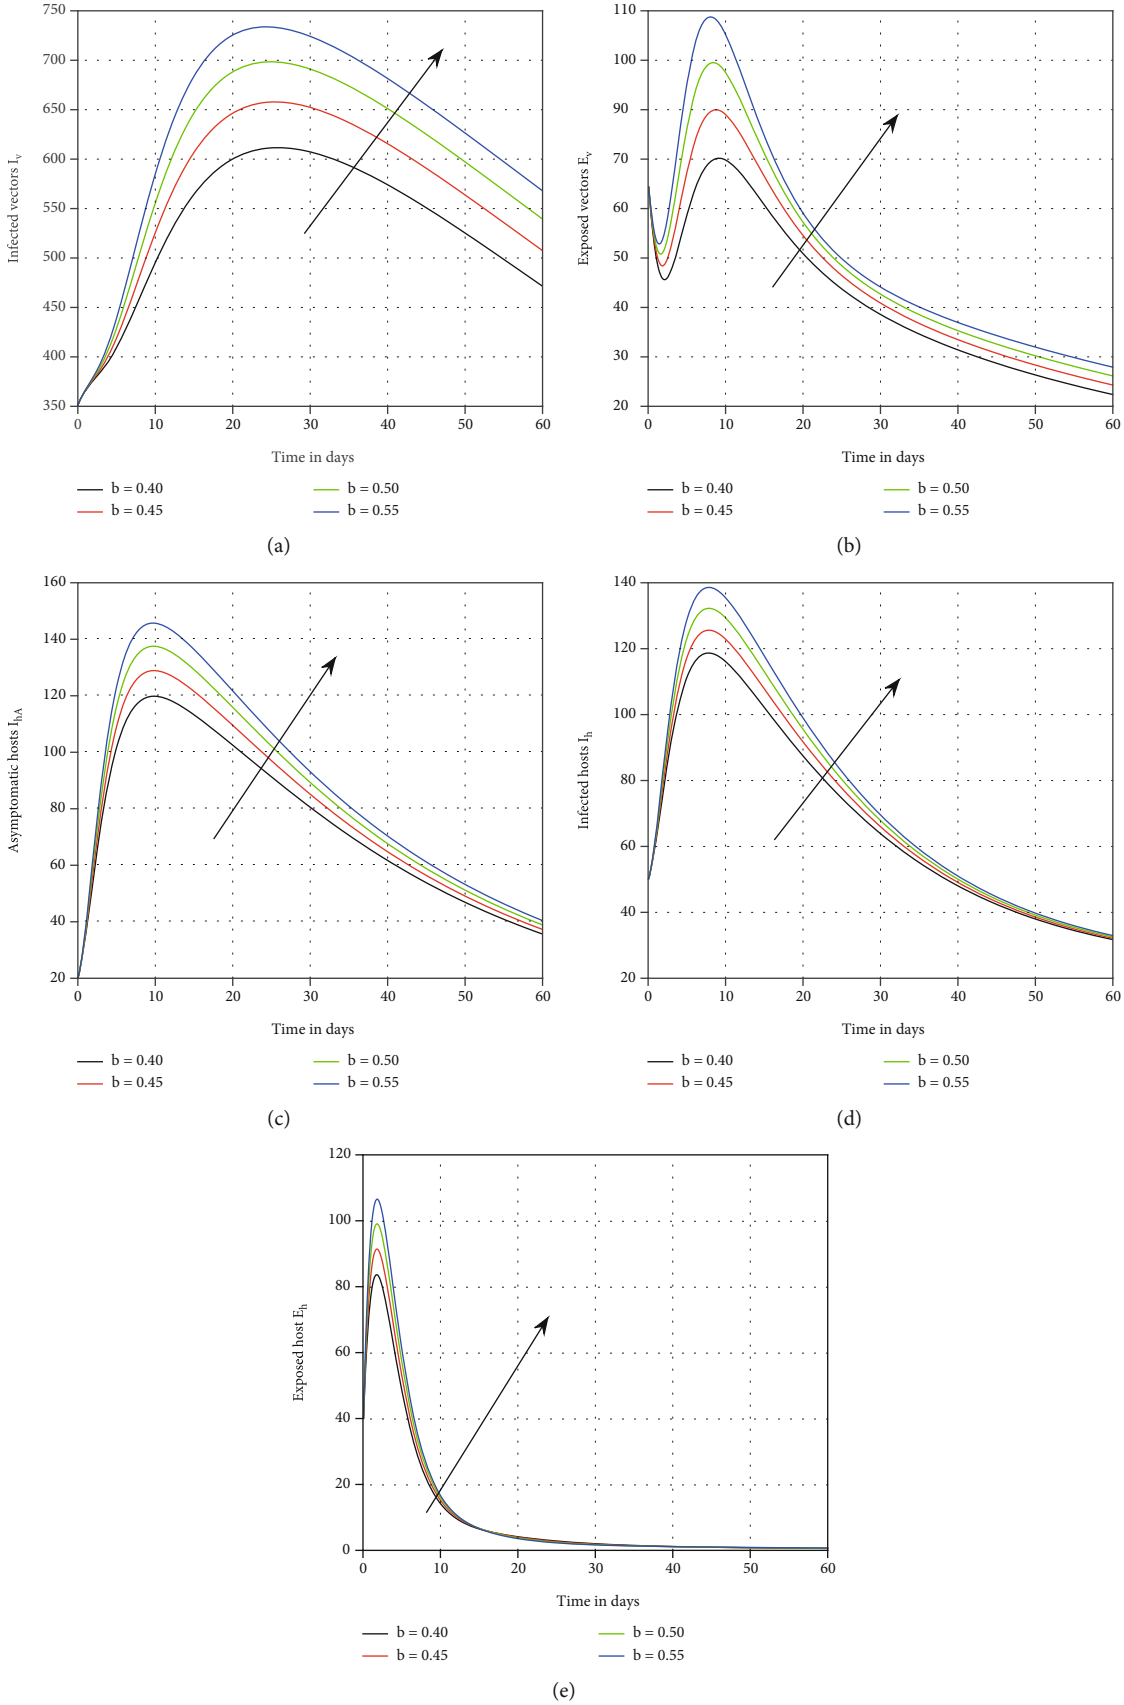 750
700
650
600
550
500
450
400
350
Infected vectors Iᵥ
0 10 20 30 40 50 60
Time in days
b = 0.40 b = 0.50
b = 0.45 b = 0.55
(a)
110
100
90
70
60
50
40
30
20
Exposed vectors Eᵥ
0 10 20 30 40 50 60
Time in days
b = 0.40 b = 0.50
b = 0.45 b = 0.55
(b)
160
140
120
100
80
60
40
20
Asymptomatic hosts I_hA
0 10 20 30 40 50 60
Time in days
b = 0.40 b = 0.50
b = 0.45 b = 0.55
(c)
140
120
100
80
60
40
20
Infected hosts I_h
0 10 20 30 40 50 60
Time in days
b = 0.40 b = 0.50
b = 0.45 b = 0.55
(d)
120
100
80
60
40
20
0
Exposed host E_h
0 10 20 30 40 50 60
Time in days
b = 0.40 b = 0.50
b = 0.45 b = 0.55
(e)